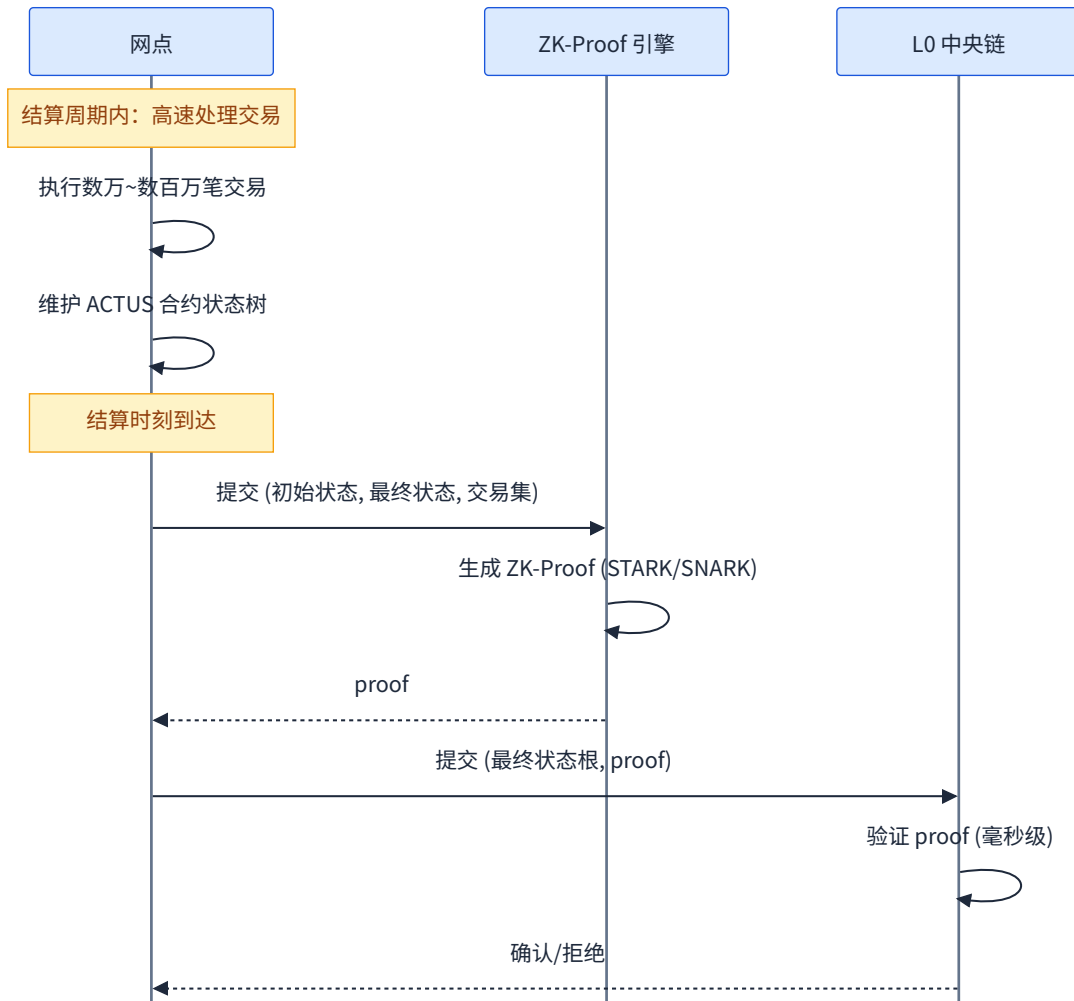 网点
ZK-Proof 引擎
L0 中央链
结算周期内：高速处理交易
执行数万~数百万笔交易
维护 ACTUS 合约状态树
结算时刻到达
提交 (初始状态, 最终状态, 交易集)
生成 ZK-Proof (STARK/SNARK)
proof
提交 (最终状态根, proof)
验证 proof (毫秒级)
确认/拒绝